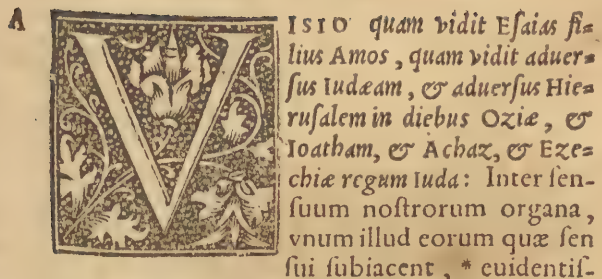 A
VISIO quam vidit Eſaias fi=
lius Amos, quam vidit aduer=
ſus Iudæam, & aduerſus Hie=
ruſalem in diebus Oziæ, &
Ioatham, & Achaz, & Eze=
chiæ regum Iuda: Inter ſen-
ſuum noſtrorum organa,
vnum illud eorum quæ ſen
ſui ſubiacent, * euidentiſ-